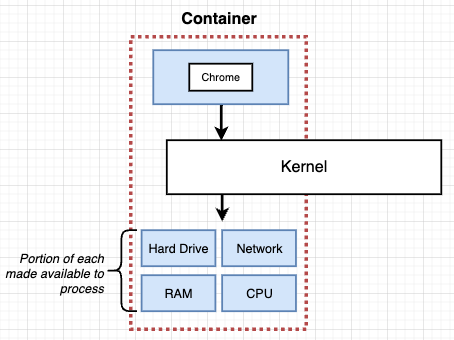 Container
Chrome
Kernel
Hard Drive
Network
Portion of each
made available to
process
RAM
CPU